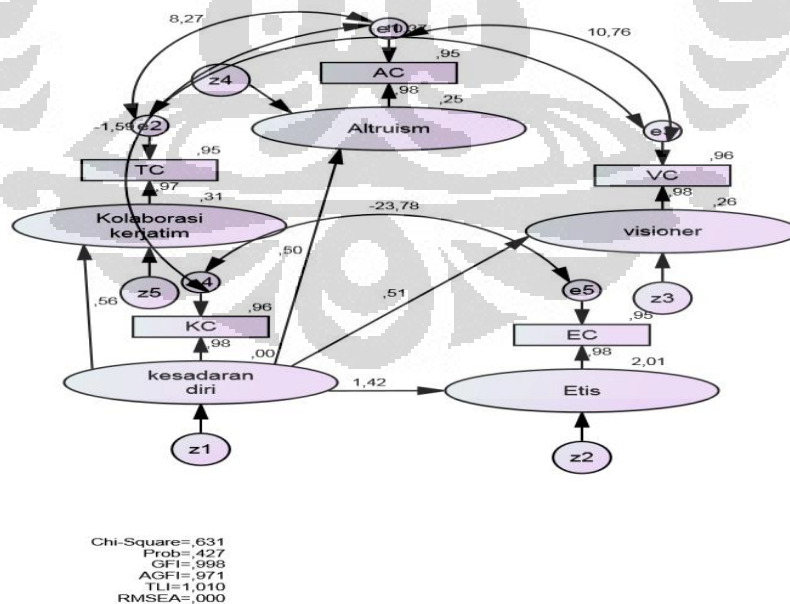 8,27
10,76
,95
AC
z4
,98
,25
Altruism
-1,59
e2
,95
TC
,97
,31
Kolaborasi
kerjatim
,96
VC
,98
,26
visioner
-23,78
,50
,56
z5
,51
e5
z3
,96
KC
,98
,00
,95
EC
,98
2,01
kesadaran
diri
1,42
Etis
z1
z2
Chi-Square=,631
Prob=,427
GFI=,998
AGFI=,971
TLI=1,010
RMSEA=,000